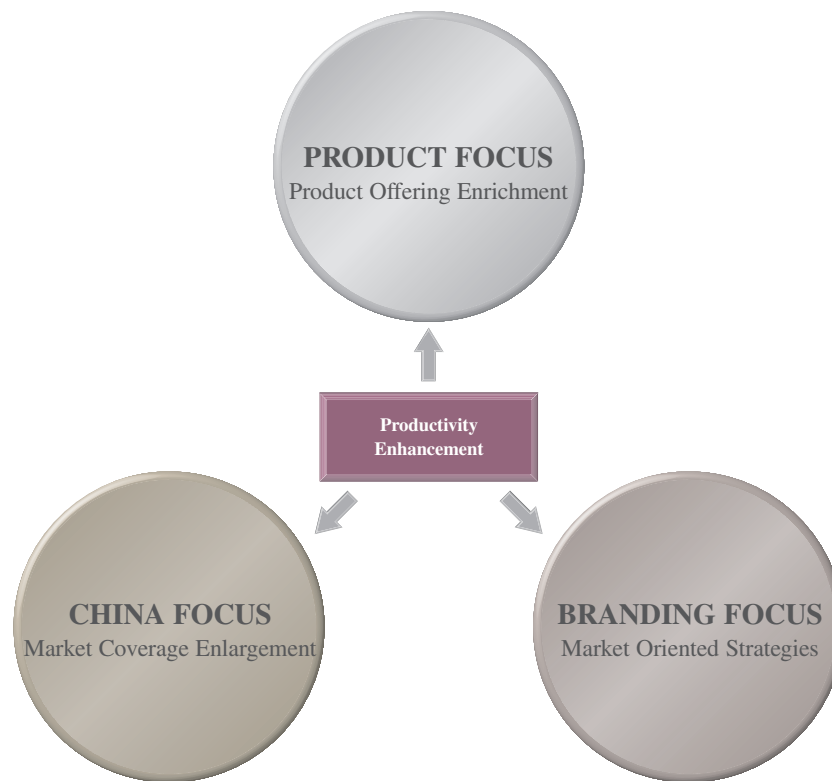 PRODUCT FOCUS
Product Offering Enrichment
Productivity
Enhancement
CHINA FOCUS
Market Coverage Enlargement
BRANDING FOCUS
Market Oriented Strategies